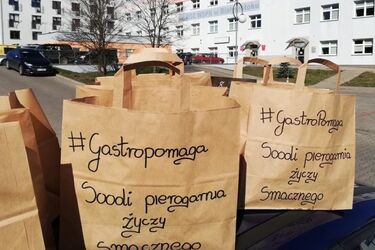 #Gastropomaga
Soodi pierogarnia
życzy
Smacznego
#GastroPomaga
Soodi pierogarnia
życzy
Smacznego